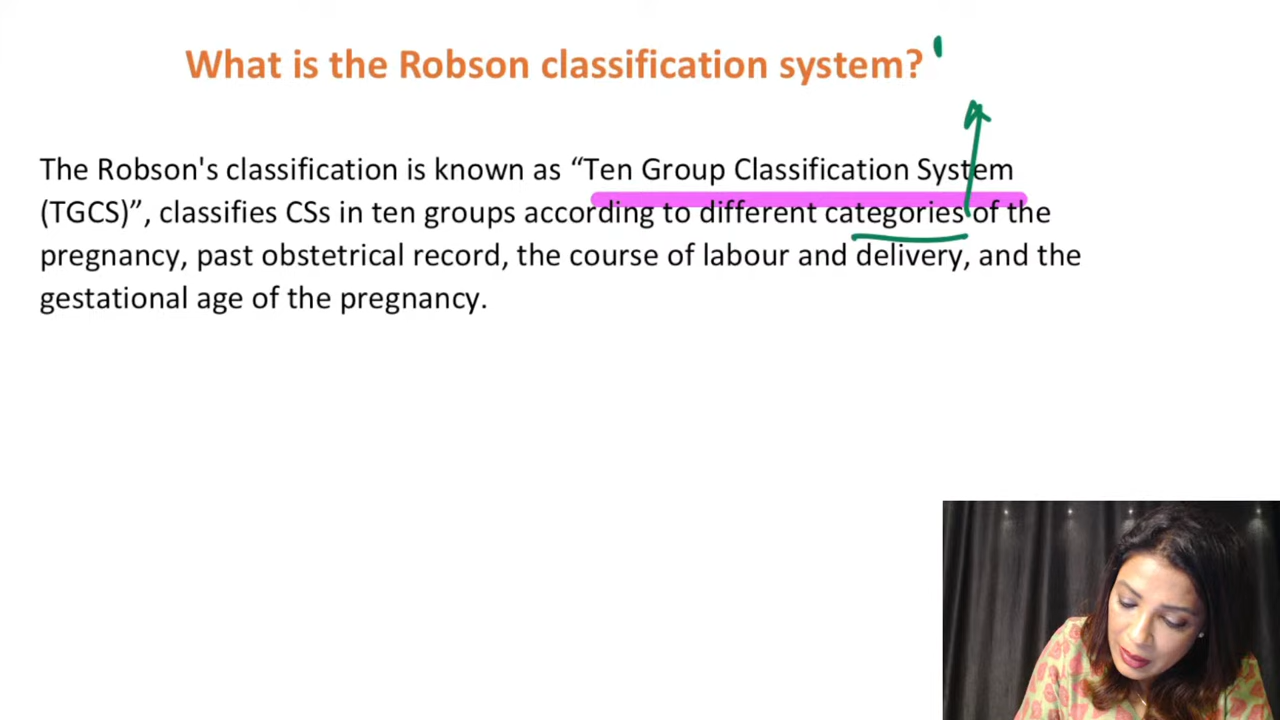 What is the Robson classification system?
The Robson's classification is known as “Ten Group Classification System
(TGCS)”, classifies CSs in ten groups according to different categories of the
pregnancy, past obstetrical record, the course of labour and delivery, and the
gestational age of the pregnancy.